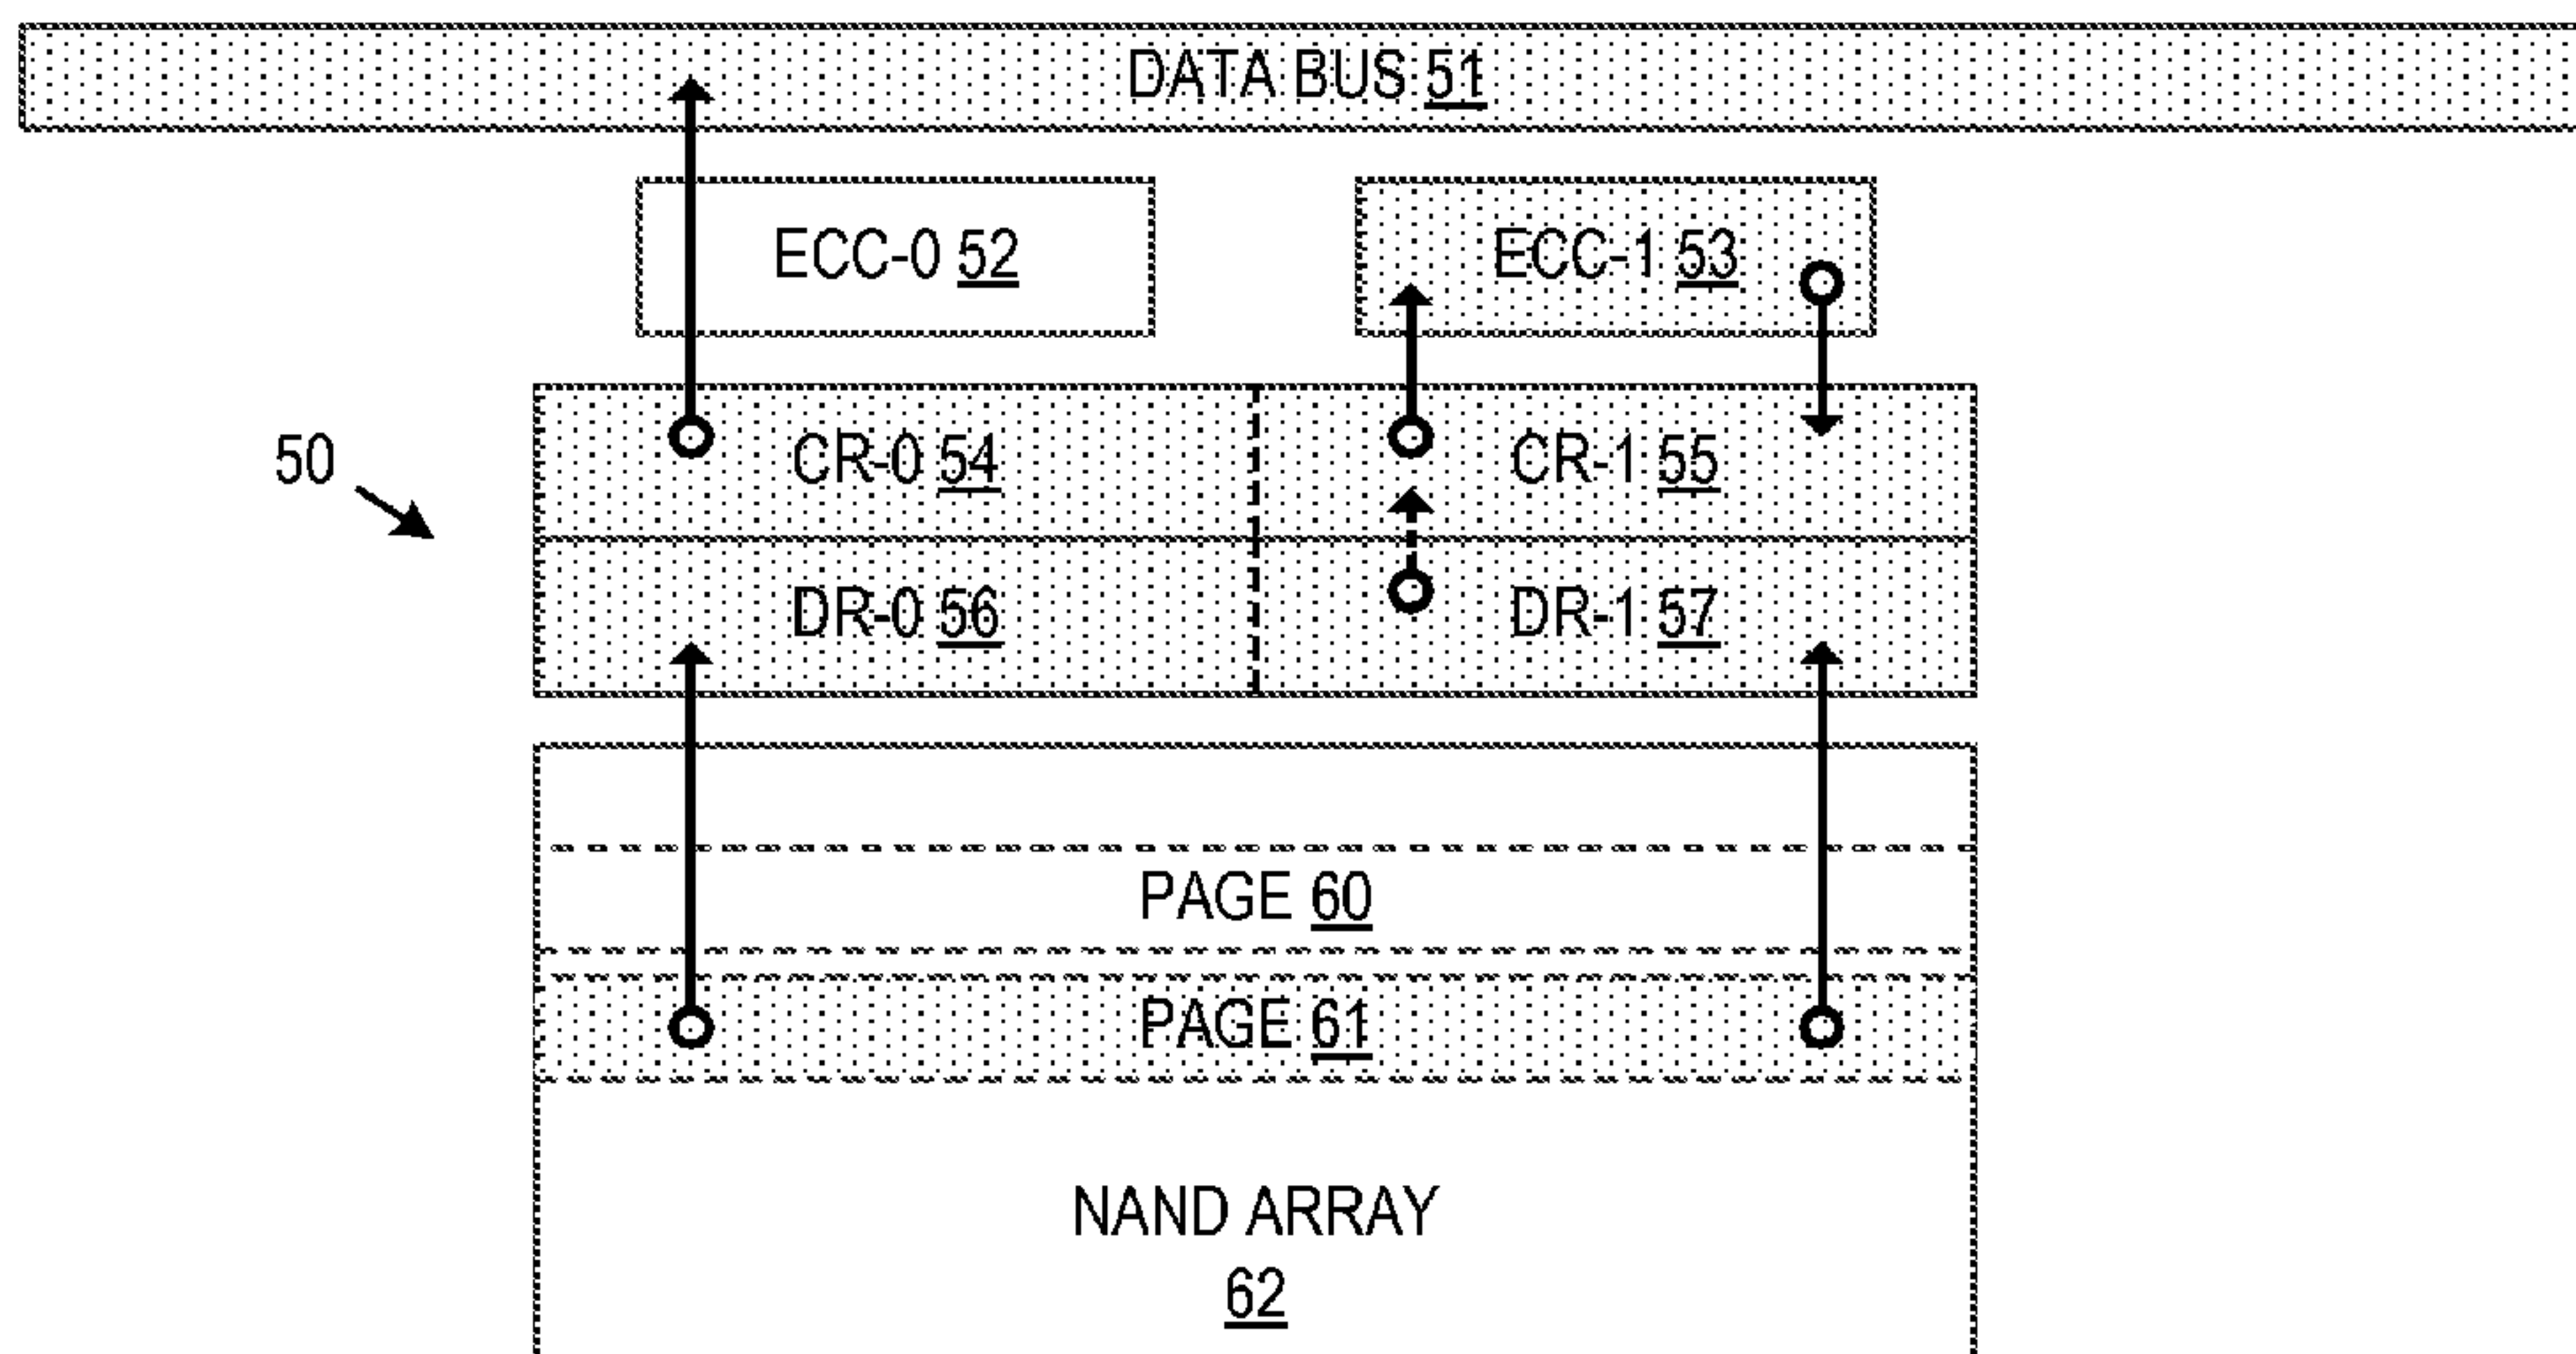 DATA BUS 51
ECC-0 52
ECC-1 53
50
CR-0 54
CR-1 55
DR-0 56
DR-1 57
PAGE 60
PAGE 61
NAND ARRAY
62